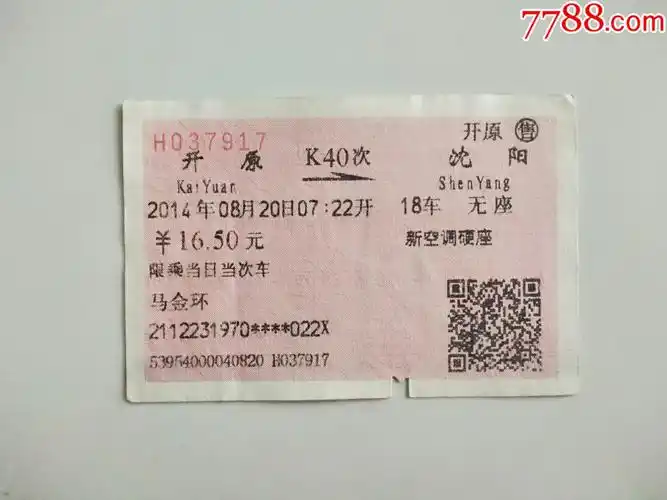 7788.com
H037917
开原 售
开原 K40次 沈阳
KaiYuan ShenYang
2014年08月20日07:22开 18车 无座
¥16.50元 新空调硬座
限乘当日当次车
马金环
2112231970****022X
53954000040820 H037917